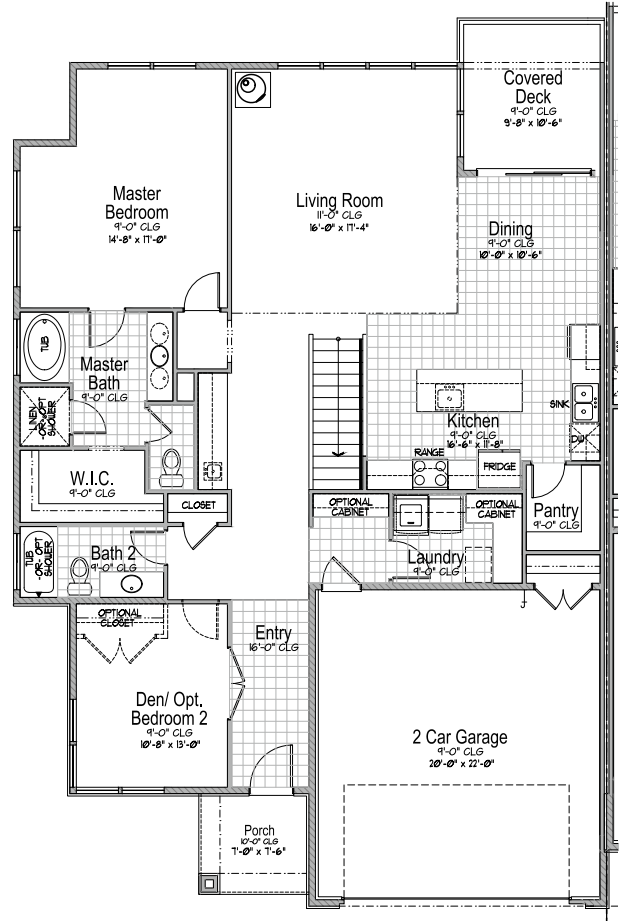 Covered
Deck
9'-0" CLG
9'-8" x 10'-6"
Master
Bedroom
9'-0" CLG
14'-8" x 17'-0"
Living Room
11'-0" CLG
16'-0" x 17'-4"
Dining
9'-0" CLG
10'-0" x 10'-6"
TUB
Master
Bath
9'-0" CLG
LINEN
-OR- OPT
SHOWER
SINK
DW
Kitchen
9'-0" CLG
16'-6" x 11'-8"
RANGE
FRIDGE
W.I.C.
9'-0" CLG
CLOSET
OPTIONAL
CABINET
OPTIONAL
CABINET
Pantry
9'-0" CLG
TUB
-OR- OPT
SHOWER
Bath 2
9'-0" CLG
Laundry
9'-0" CLG
OPTIONAL
CLOSET
Entry
16'-0" CLG
Den/ Opt.
Bedroom 2
9'-0" CLG
10'-8" x 13'-0"
2 Car Garage
9'-0" CLG
20'-0" x 22'-0"
Porch
10'-0" CLG
7'-0" x 7'-6"